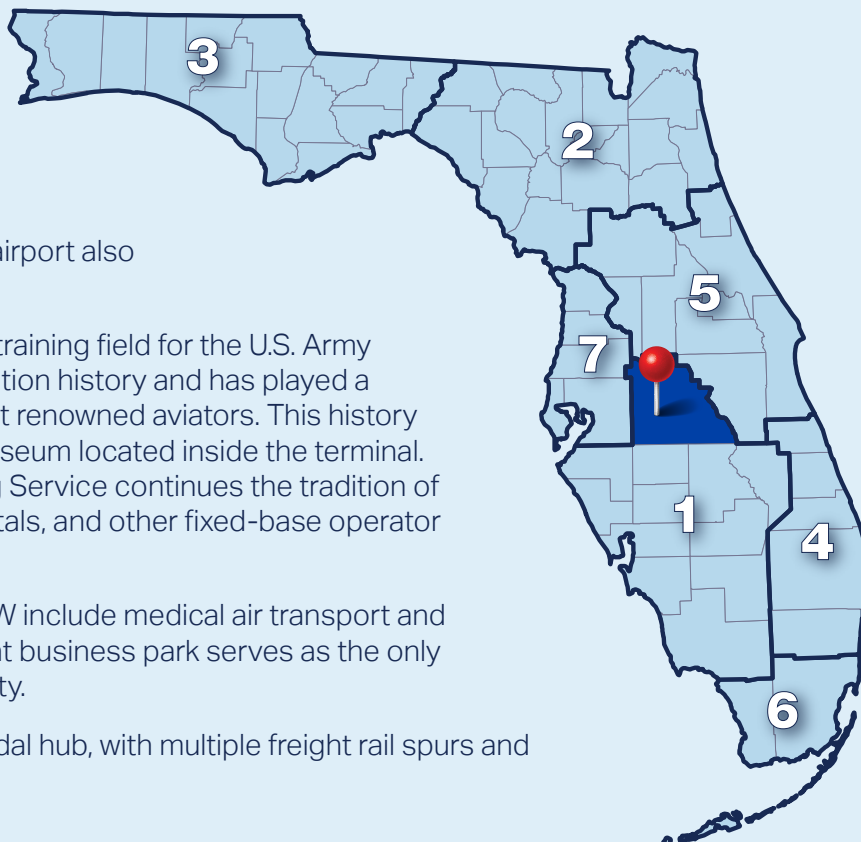 3
2
airport also
5
training field for the U.S. Army
7
tion history and has played a
t renowned aviators. This history
seum located inside the terminal.
g Service continues the tradition of
tals, and other fixed-base operator
1
4
W include medical air transport and
nt business park serves as the only
ty.
6
dal hub, with multiple freight rail spurs and